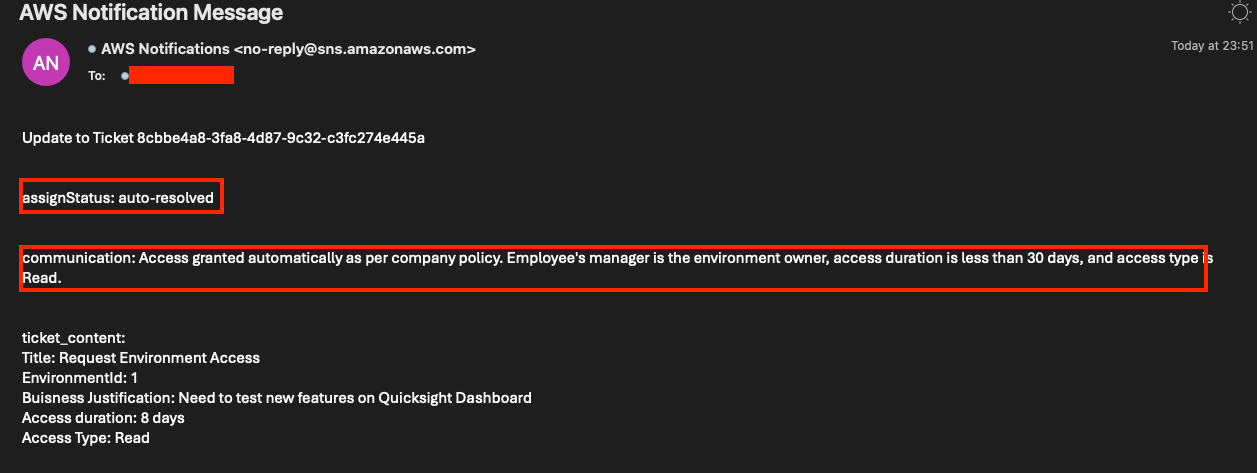 AWS Notification Message
AN
AWS Notifications <no-reply@sns.amazonaws.com>
Today at 23:51
To:
Update to Ticket 8cbbe4a8-3fa8-4d87-9c32-c3fc274e445a
assignStatus: auto-resolved
communication: Access granted automatically as per company policy. Employee's manager is the environment owner, access duration is less than 30 days, and access type is
Read.
ticket_content:
Title: Request Environment Access
EnvironmentId: 1
Buisness Justification: Need to test new features on Quicksight Dashboard
Access duration: 8 days
Access Type: Read